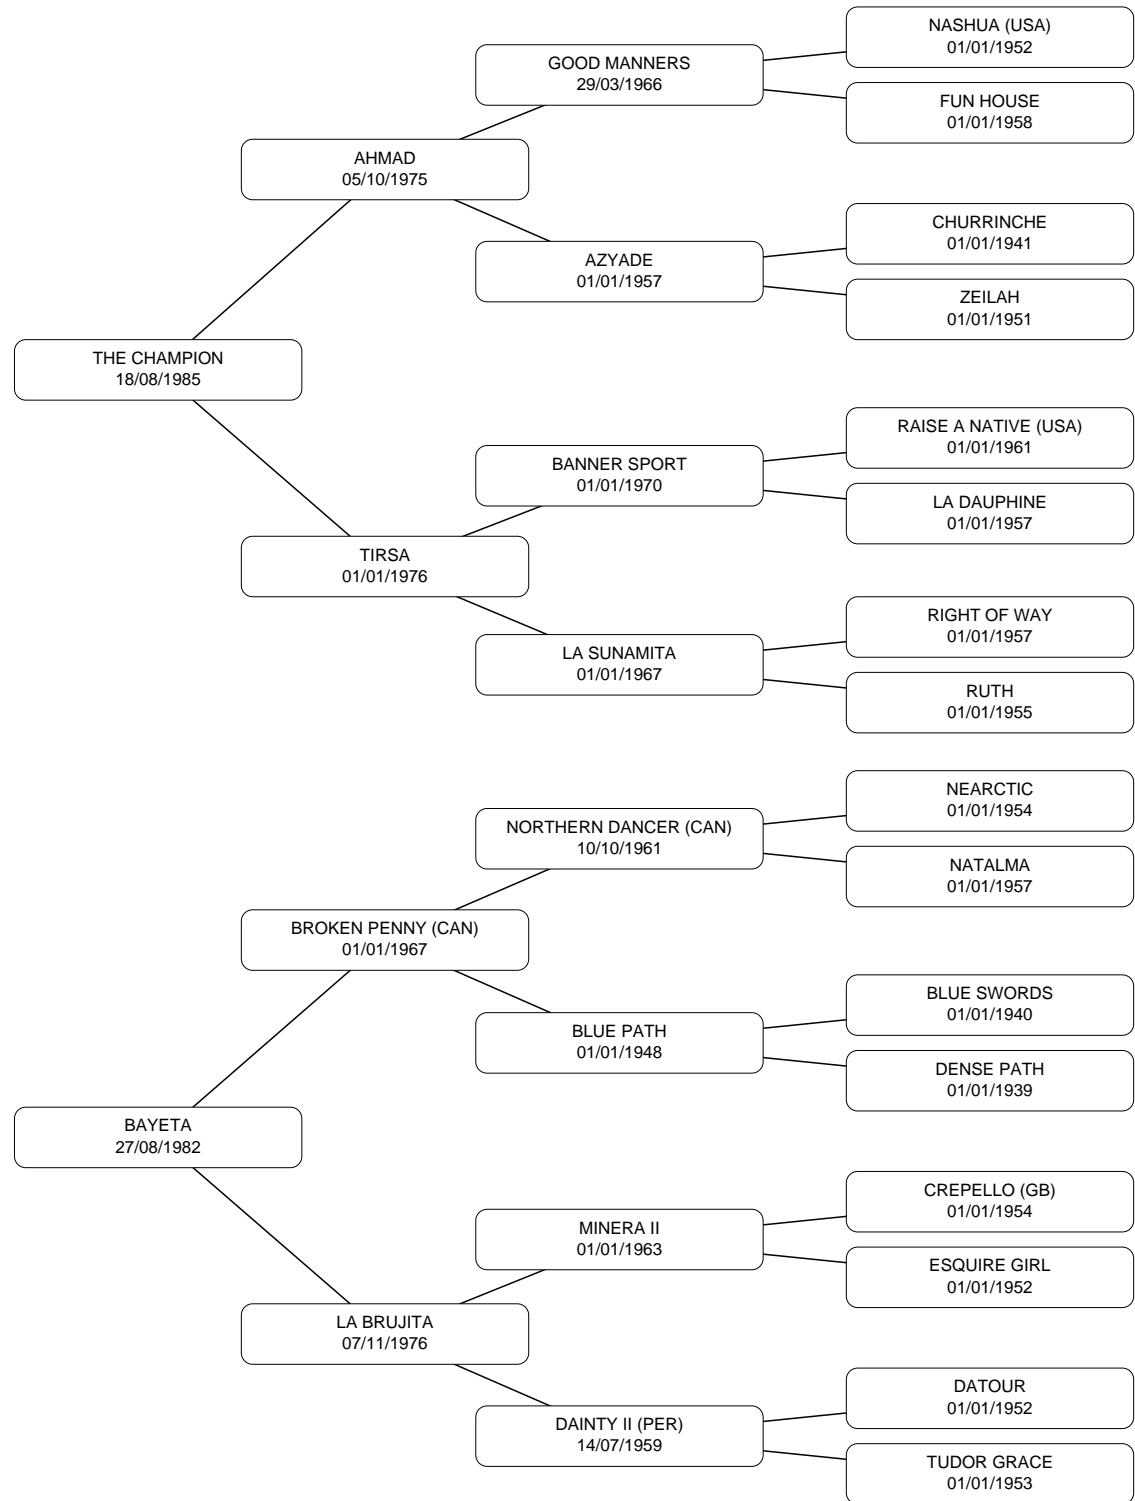 NASHUA (USA)
01/01/1952
GOOD MANNERS
29/03/1966
FUN HOUSE
01/01/1958
AHMAD
05/10/1975
CHURRINCHE
01/01/1941
AZYADE
01/01/1957
ZEILAH
01/01/1951
THE CHAMPION
18/08/1985
RAISE A NATIVE (USA)
01/01/1961
BANNER SPORT
01/01/1970
LA DAUPHINE
01/01/1957
TIRSA
01/01/1976
RIGHT OF WAY
01/01/1957
LA SUNAMITA
01/01/1967
RUTH
01/01/1955
NEARCTIC
01/01/1954
NORTHERN DANCER (CAN)
10/10/1961
NATALMA
01/01/1957
BROKEN PENNY (CAN)
01/01/1967
BLUE SWORDS
01/01/1940
BLUE PATH
01/01/1948
DENSE PATH
01/01/1939
BAYETA
27/08/1982
CREPELLO (GB)
01/01/1954
MINERA II
01/01/1963
ESQUIRE GIRL
01/01/1952
LA BRUJITA
07/11/1976
DATOUR
01/01/1952
DAINTY II (PER)
14/07/1959
TUDOR GRACE
01/01/1953